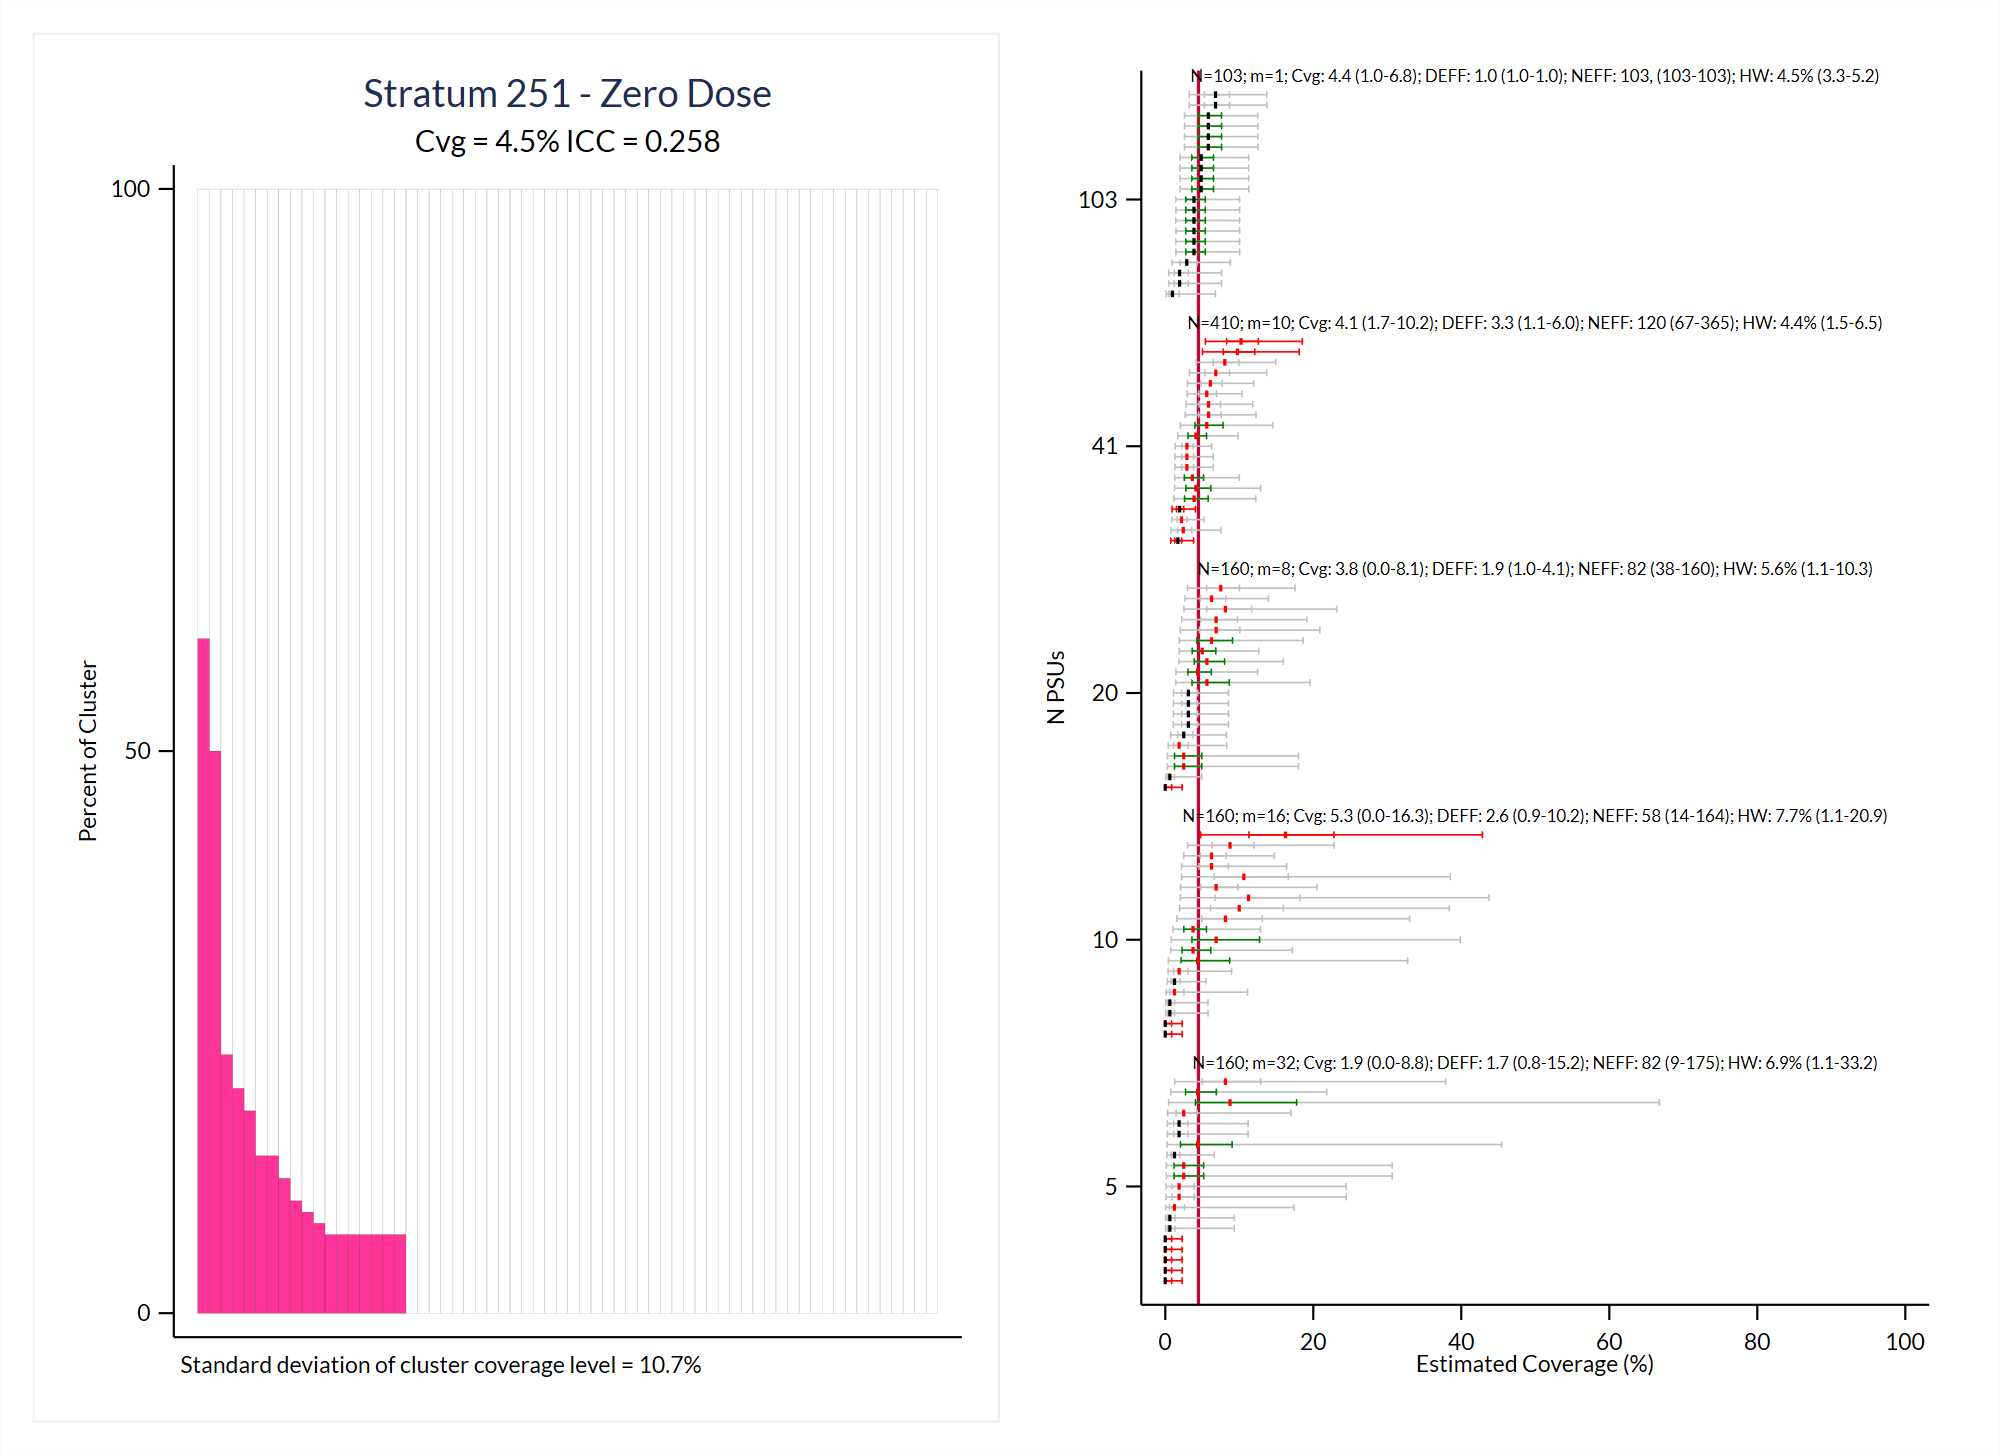 Stratum 251 - Zero Dose
Cvg = 4.5% ICC = 0.258
100
50
0
Percent of Cluster
Standard deviation of cluster coverage level = 10.7%
N=103; m=1; Cvg: 4.4 (1.0-6.8); DEFF: 1.0 (1.0-1.0); NEFF: 103, (103-103); HW: 4.5% (3.3-5.2)
103
N=410; m=10; Cvg: 4.1 (1.7-10.2); DEFF: 3.3 (1.1-6.0); NEFF: 120 (67-365); HW: 4.4% (1.5-6.5)
41
N=160; m=8; Cvg: 3.8 (0.0-8.1); DEFF: 1.9 (1.0-4.1); NEFF: 82 (38-160); HW: 5.6% (1.1-10.3)
20
N PSUs
N=160; m=16; Cvg: 5.3 (0.0-16.3); DEFF: 2.6 (0.9-10.2); NEFF: 58 (14-164); HW: 7.7% (1.1-20.9)
10
N=160; m=32; Cvg: 1.9 (0.0-8.8); DEFF: 1.7 (0.8-15.2); NEFF: 82 (9-175); HW: 6.9% (1.1-33.2)
5
0 20 40 60 80 100
Estimated Coverage (%)